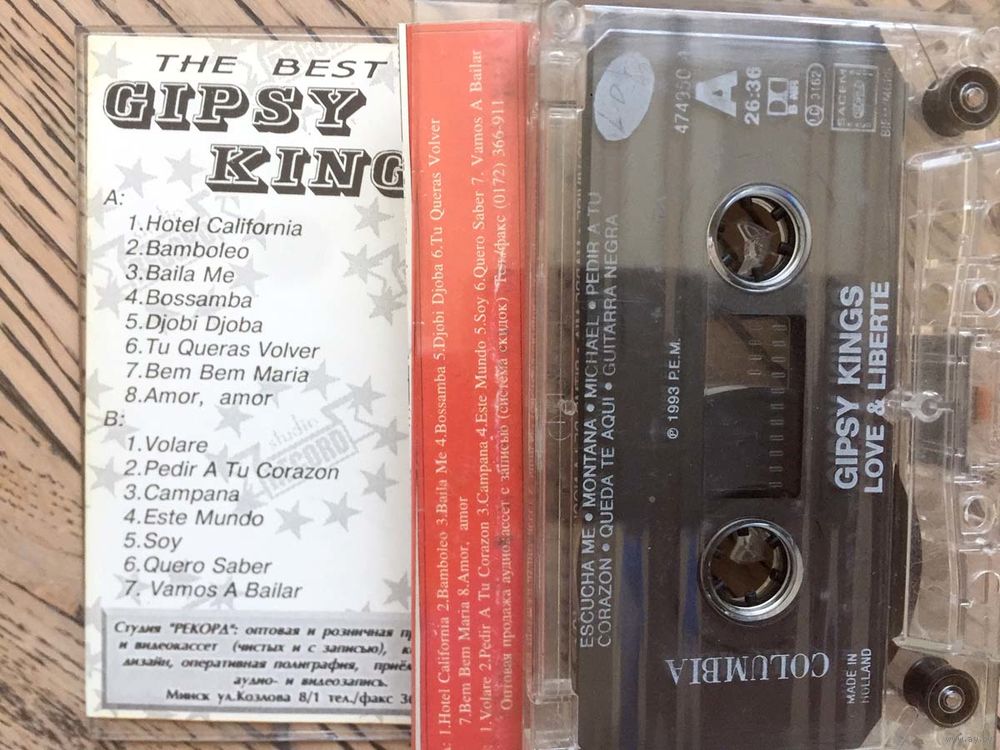 THE BEST
GIPSY
KING
A:
1.Hotel California
2.Bamboleo
3.Baila Me
4.Bossamba
5.Djobi Djoba
6.Tu Queras Volver
7.Bem Bem Maria
8.Amor, amor
B:
1.Volare
2.Pedir A Tu Corazon
3.Campana
4.Este Mundo
5.Soy
6.Quero Saber
7. Vamos A Bailar
Студия "РЕКОРД": оптовая и розничная
и видеокассет (чистых и с записью),
дизайн, оперативная полиграфия,
аудио- и видеозапись.
Минск ул.Козлова 8/1 тел./факс
1.Hotel California 2.Bamboleo 3.Baila Me 4.Bossamba 5.Djobi Djoba 6.Tu Queras Volver
7.Bem Bem Maria 8.Amor, amor
1.Volare 2.Pedir A Tu Corazon 3.Campana 4.Este Mundo 5.Soy 6.Quero Saber 7. Vamos A Bailar
Оптовая продажа аудиокассет с записью (система скидок) Тел/факс (0172) 366-911
474950
A
26:36
SACEM
ESCUCHA ME • MONTANA • MICHAEL • PEDIR A TU
CORAZON • QUEDA TE AQUI • GUITARRA NEGRA
℗ 1993 P.E.M.
GIPSY KINGS
LOVE & LIBERTE
COLUMBIA
MADE IN
HOLLAND